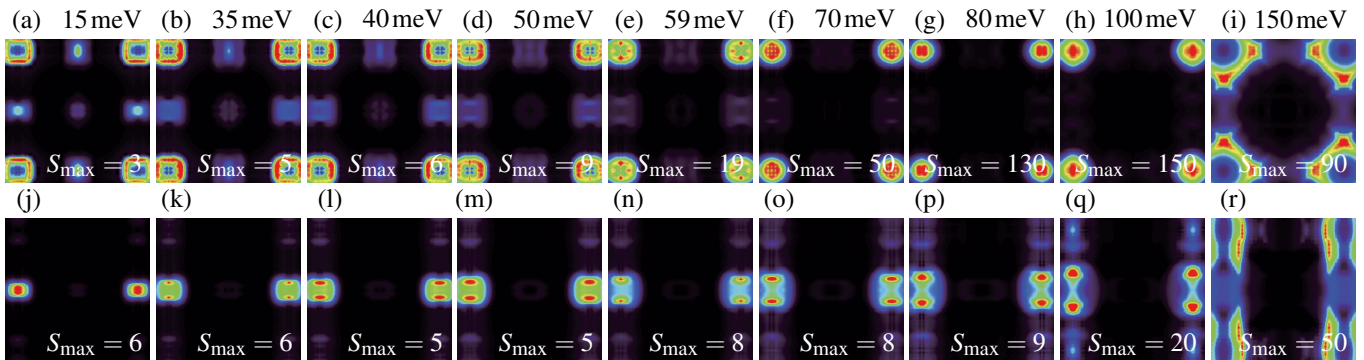 (a) 15 meV (b) 35 meV (c) 40 meV (d) 50 meV (e) 59 meV (f) 70 meV (g) 80 meV (h) 100 meV (i) 150 meV
Smax = 3 Smax = 5 Smax = 6 Smax = 9 Smax = 19 Smax = 50 Smax = 130 Smax = 150 Smax = 90
(j) (k) (l) (m) (n) (o) (p) (q) (r)
Smax = 6 Smax = 6 Smax = 5 Smax = 5 Smax = 8 Smax = 8 Smax = 9 Smax = 20 Smax = 50